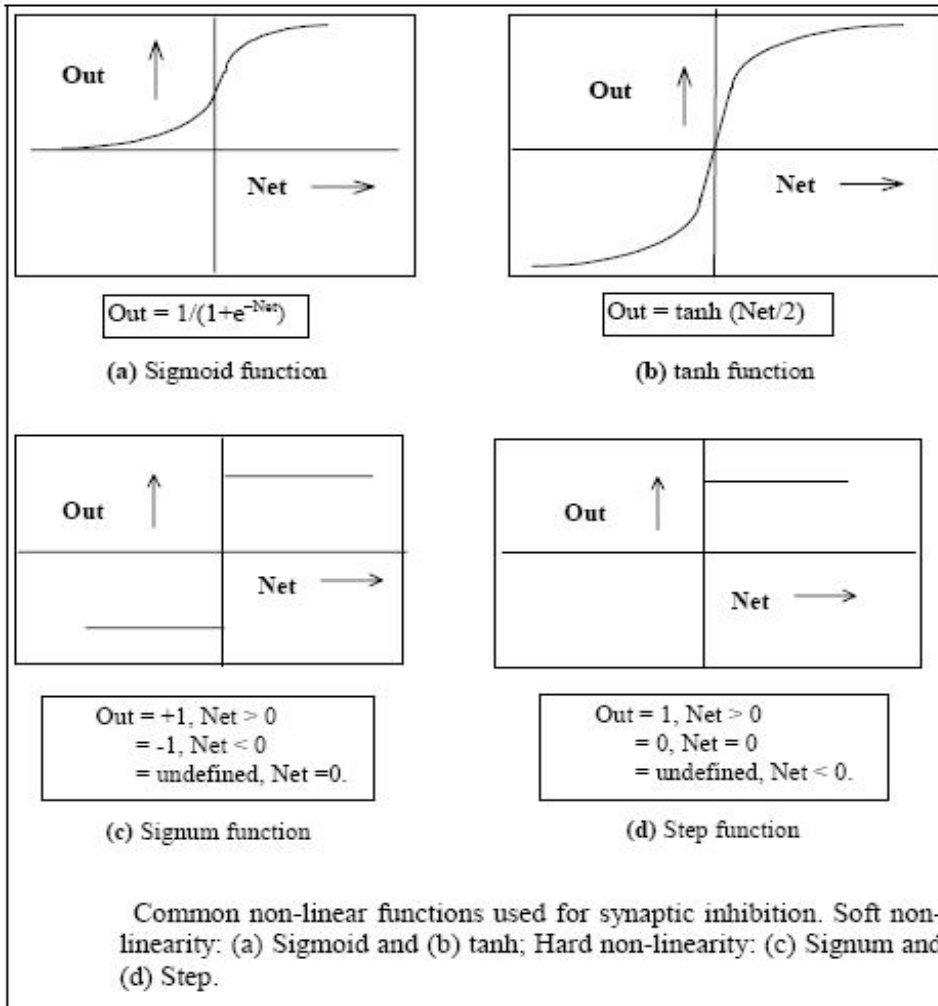 Out
Net
Out = 1/(1+e–Net)
(a) Sigmoid function
Out
Net
Out = tanh (Net/2)
(b) tanh function
Out
Net
Out = +1, Net > 0
= -1, Net < 0
= undefined, Net =0.
(c) Signum function
Out
Net
Out = 1, Net > 0
= 0, Net = 0
= undefined, Net < 0.
(d) Step function
Common non-linear functions used for synaptic inhibition. Soft non-
linearity: (a) Sigmoid and (b) tanh; Hard non-linearity: (c) Signum and
(d) Step.